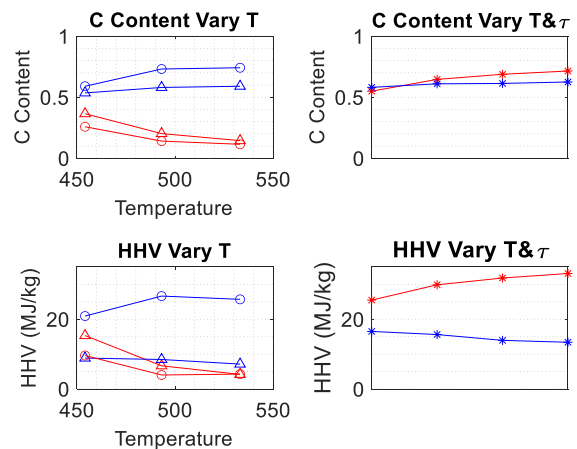 C Content Vary T
C Content
1
0.5
0
450
500
550
Temperature
C Content Vary T&τ
C Content
1
0.5
0
HHV Vary T
HHV (MJ/kg)
20
0
450
500
550
Temperature
HHV Vary T&τ
HHV (MJ/kg)
20
0